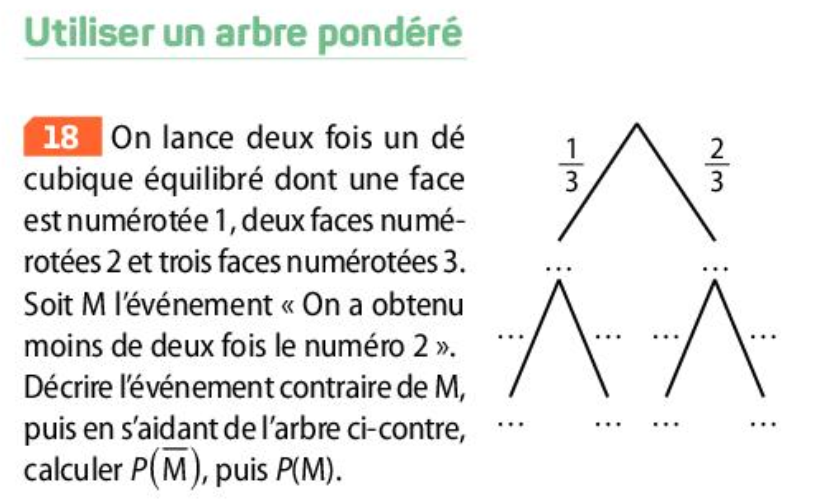 Utiliser un arbre pondéré
18 On lance deux fois un dé
cubique équilibré dont une face
est numérotée 1, deux faces numé-
rotées 2 et trois faces numérotées 3.
Soit M l'événement « On a obtenu
moins de deux fois le numéro 2 ».
Décrire l'événement contraire de M,
puis en s'aidant de l'arbre ci-contre,
calculer P(M̅), puis P(M).
1/3 2/3
... ...
... ... ... ...
... ... ... ...